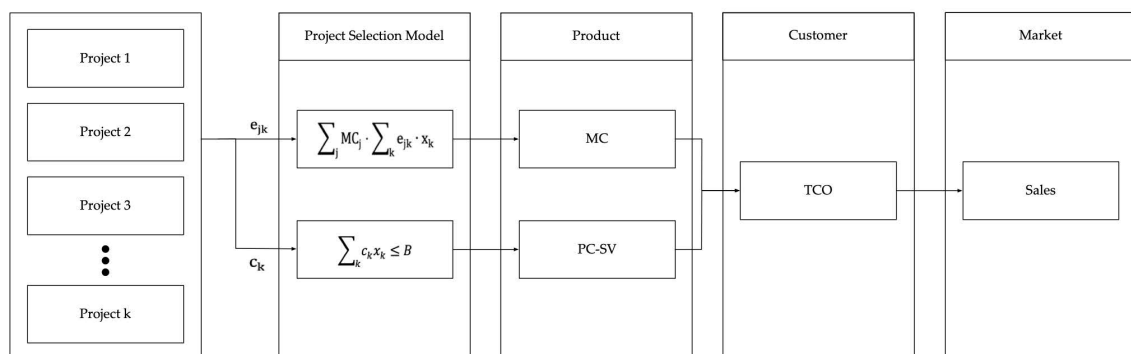 Project Selection Model
Product
Customer
Market
Project 1
Project 2
Project 3
Project k
e_jk
c_k
∑_j MC_j · ∑_k e_jk · x_k
∑_k c_k x_k ≤ B
MC
PC-SV
TCO
Sales